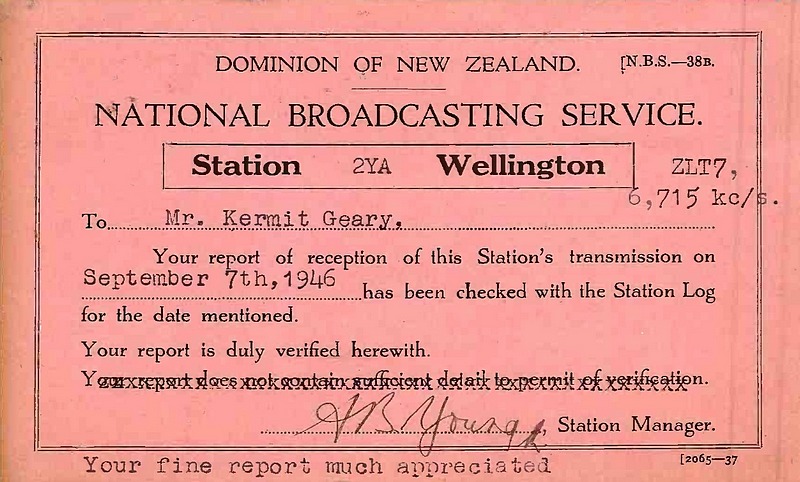 DOMINION OF NEW ZEALAND. [N.B.S.—38B.
NATIONAL BROADCASTING SERVICE.
Station 2YA Wellington ZLT7,
6,715 kc/s.
To Mr. Kermit Geary,
Your report of reception of this Station's transmission on
September 7th,1946 has been checked with the Station Log
for the date mentioned.
Your report is duly verified herewith.
Your report does not contain sufficient detail to permit of verification.
A B Young, Station Manager.
Your fine report much appreciated [2065—37